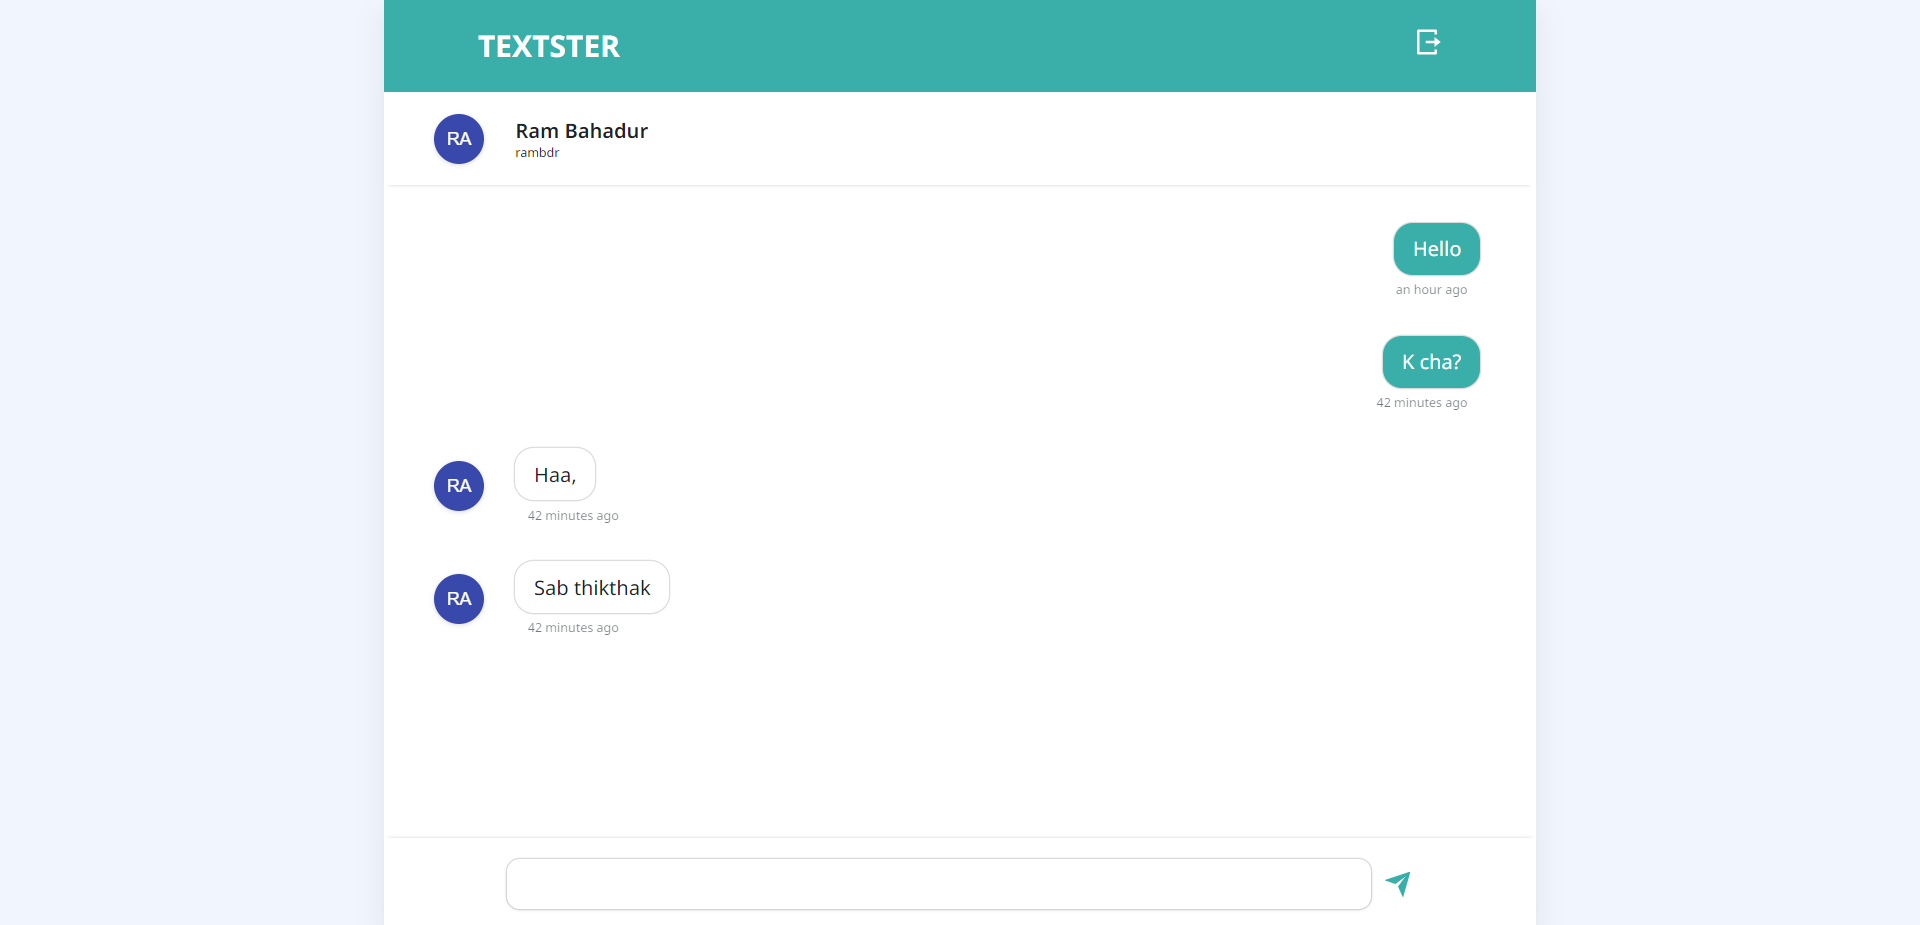 TEXTSTER
RA
Ram Bahadur
rambdr
Hello
an hour ago
K cha?
42 minutes ago
RA
Haa,
42 minutes ago
RA
Sab thikthak
42 minutes ago